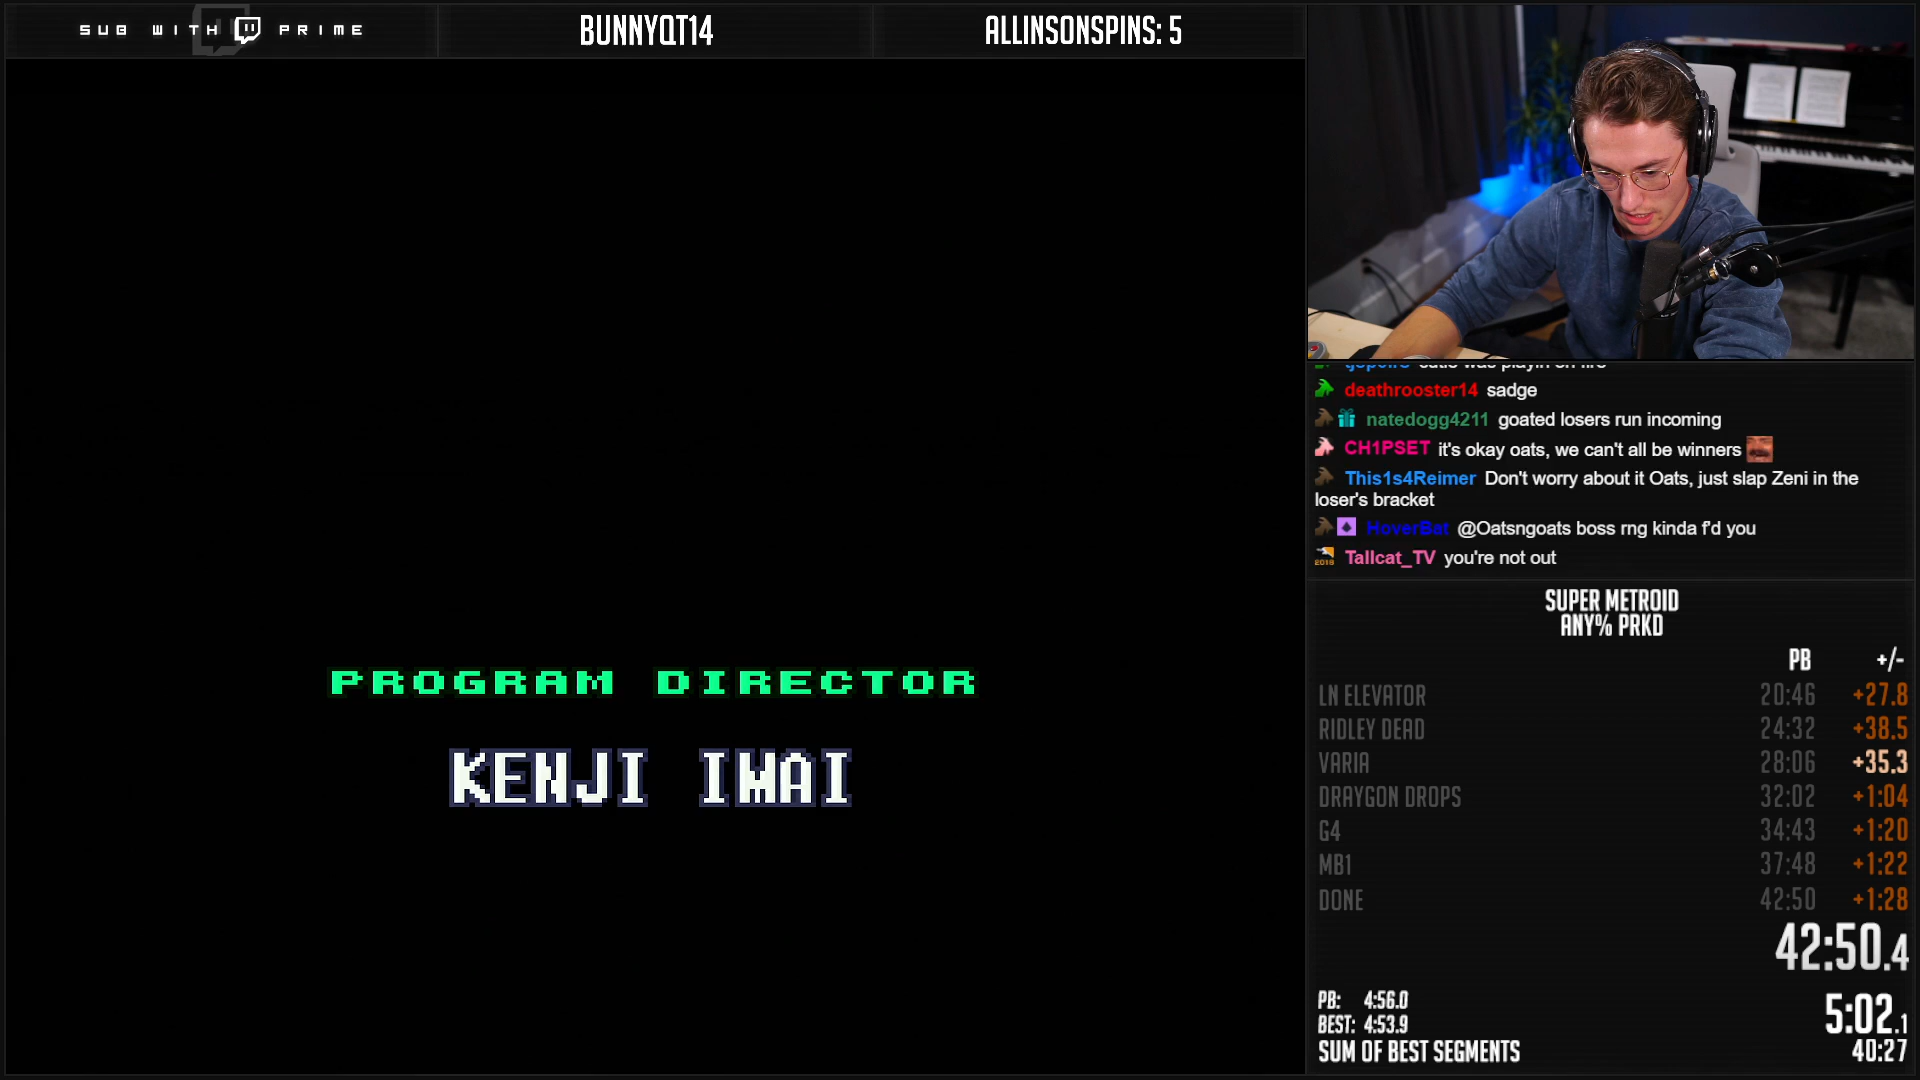 SUB WITH PRIME
BUNNYQT14
ALLINSONSPINS: 5
PROGRAM DIRECTOR
KENJI IMAI
deathrooster14 sadge
natedogg4211 goated losers run incoming
CH1PSET it's okay oats, we can't all be winners
This1s4Reimer Don't worry about it Oats, just slap Zeni in the
loser's bracket
HoverBat @Oatsngoats boss rng kinda f'd you
Tallcat_TV you're not out
SUPER METROID
ANY% PRKD
PB +/-
LN ELEVATOR 20:46 +27.8
RIDLEY DEAD 24:32 +38.5
VARIA 28:06 +35.3
DRAYGON DROPS 32:02 +1:04
G4 34:43 +1:20
MB1 37:48 +1:22
DONE 42:50 +1:28
42:50.4
PB: 4:56.0
BEST: 4:53.9
5:02.1
SUM OF BEST SEGMENTS 40:27